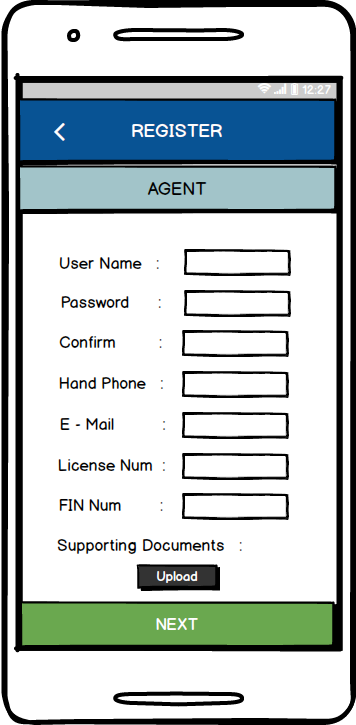 12:27
REGISTER
AGENT
User Name :
Password :
Confirm :
Hand Phone :
E - Mail :
License Num :
FIN Num :
Supporting Documents :
Upload
NEXT